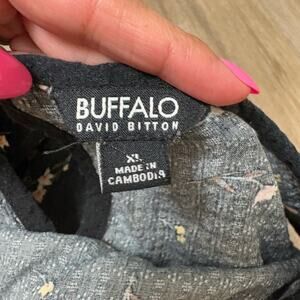 BUFFALO
DAVID BITTON
XL
MADE IN
CAMBODIA